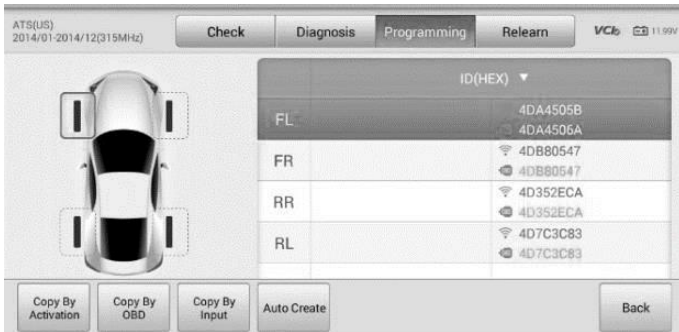 ATS(US)
2014/01-2014/12(315MHz)
Check
Diagnosis
Programming
Relearn
VCI
11.99V
ID(HEX) ▼
FL
4DA4505B
4DA4506A
FR
4DB80547
4DB80547
RR
4D352ECA
4D352ECA
RL
4D7C3C83
4D7C3C83
Copy By
Activation
Copy By
OBD
Copy By
Input
Auto Create
Back